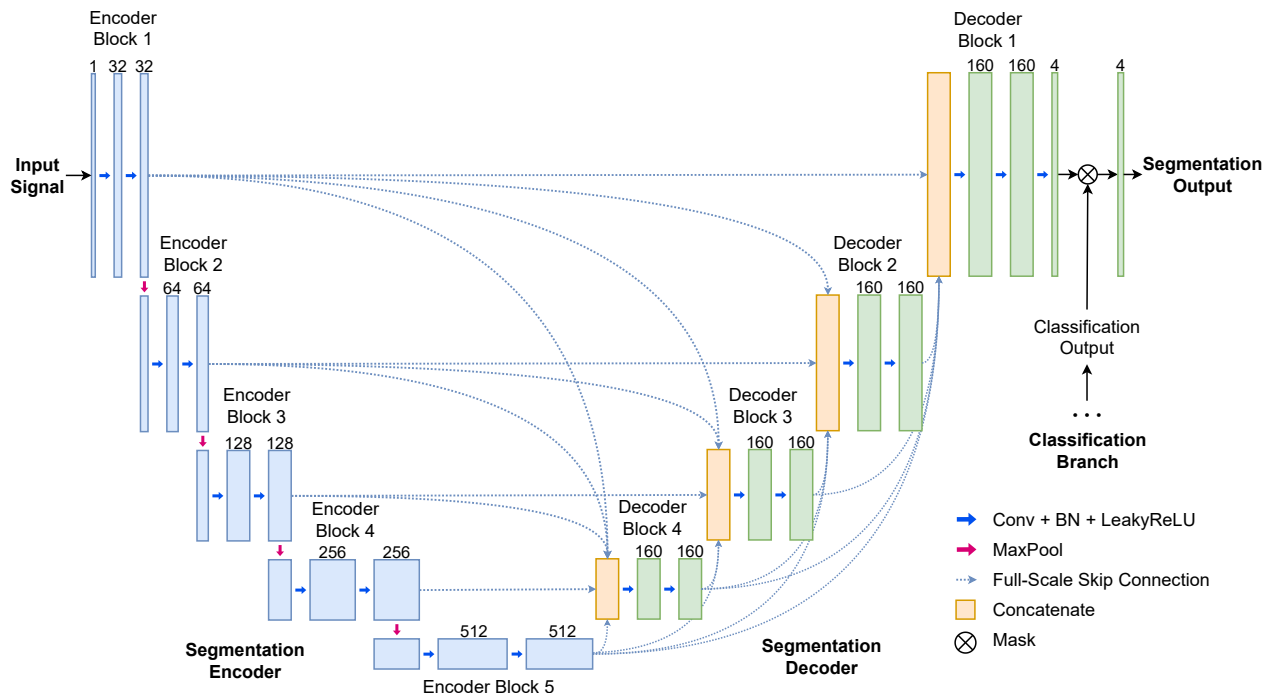 Encoder
Block 1
1 32 32
Input
Signal
Encoder
Block 2
64 64
Encoder
Block 3
128 128
Encoder
Block 4
256 256
512 512
Encoder Block 5
Segmentation
Encoder
Decoder
Block 1
160 160 4 4
Segmentation
Output
Decoder
Block 2
160 160
Decoder
Block 3
160 160
Decoder
Block 4
160 160
Segmentation
Decoder
Classification
Output
...
Classification
Branch
Conv + BN + LeakyReLU
MaxPool
Full-Scale Skip Connection
Concatenate
Mask